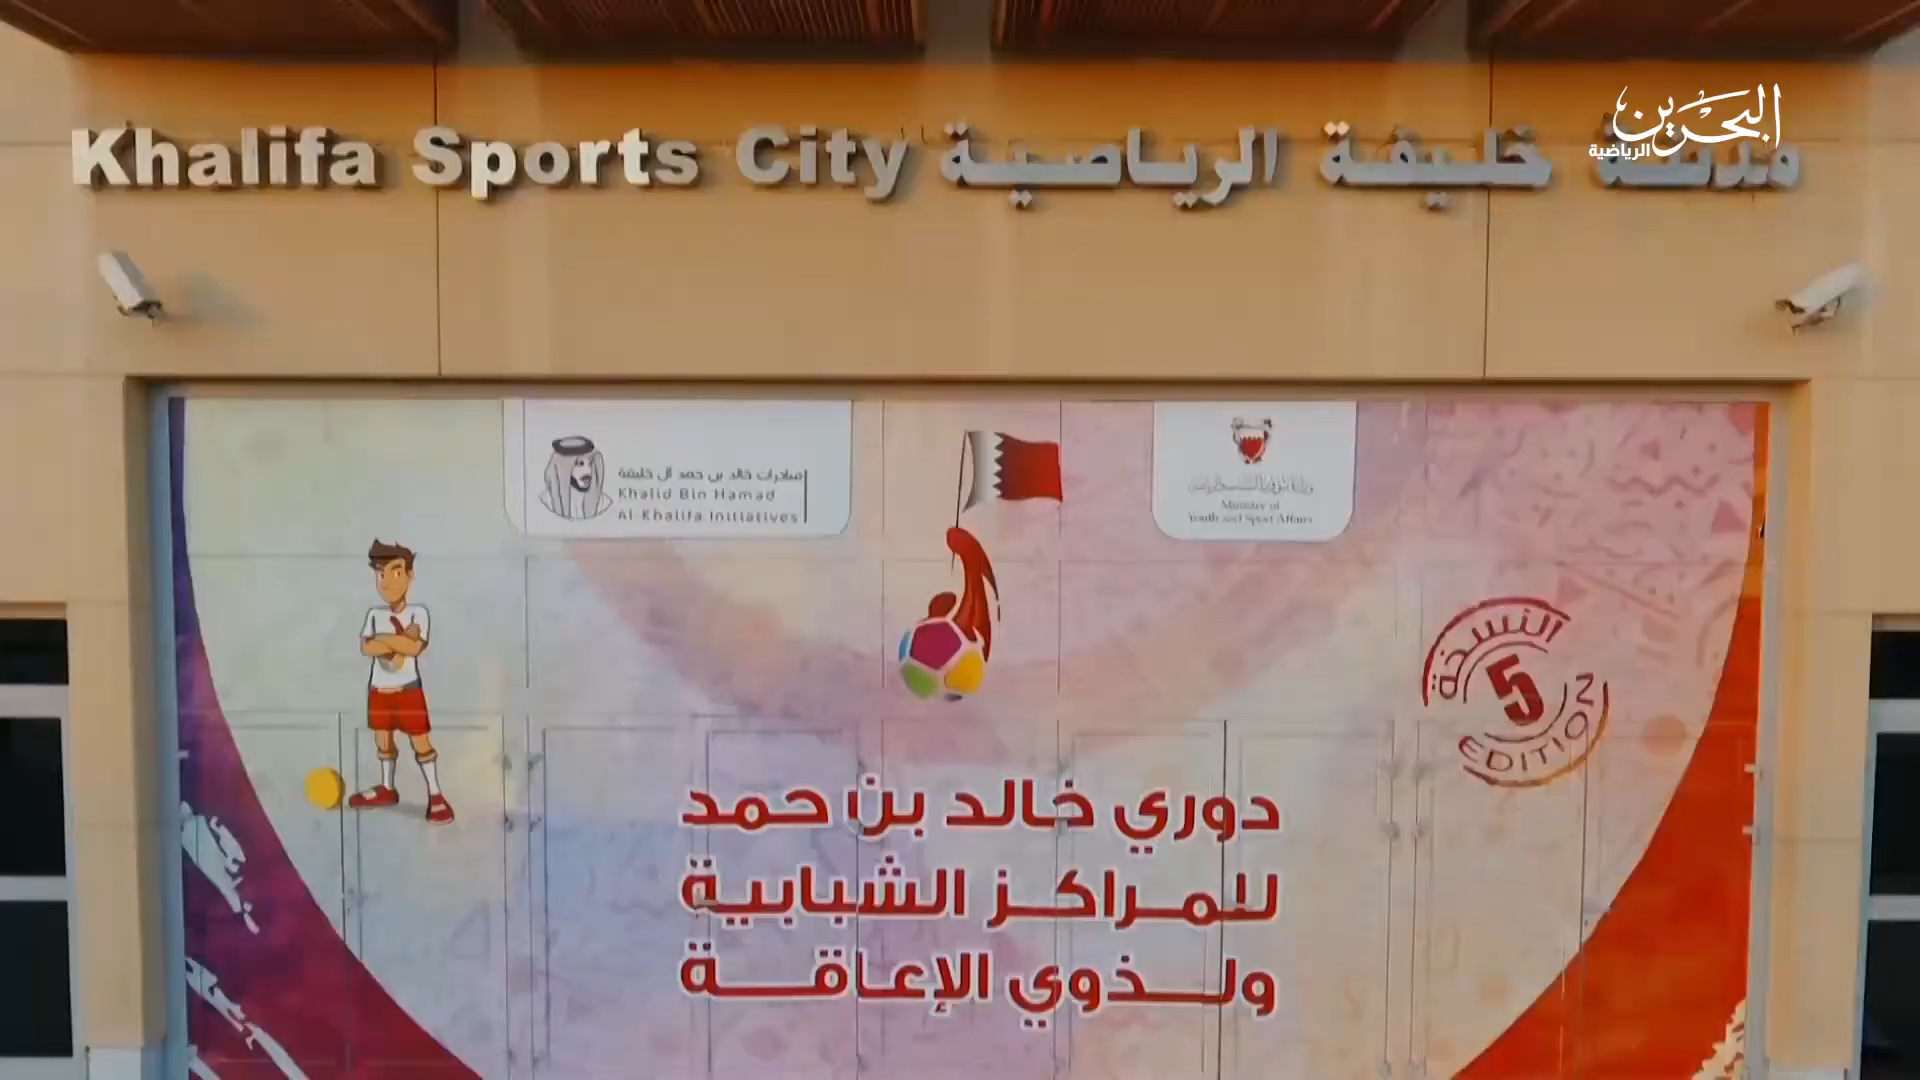 البحرين
الرياضية
Khalifa Sports City مدينة خليفة الرياضية
مبادرات خالد بن حمد آل خليفة
Khalid Bin Hamad
Al Khalifa Initiatives
Ministry of
Youth and Sport Affairs
النسخة
5
EDITION
دوري خالد بن حمد
للمراكز الشبابية
ولذوي الإعاقة